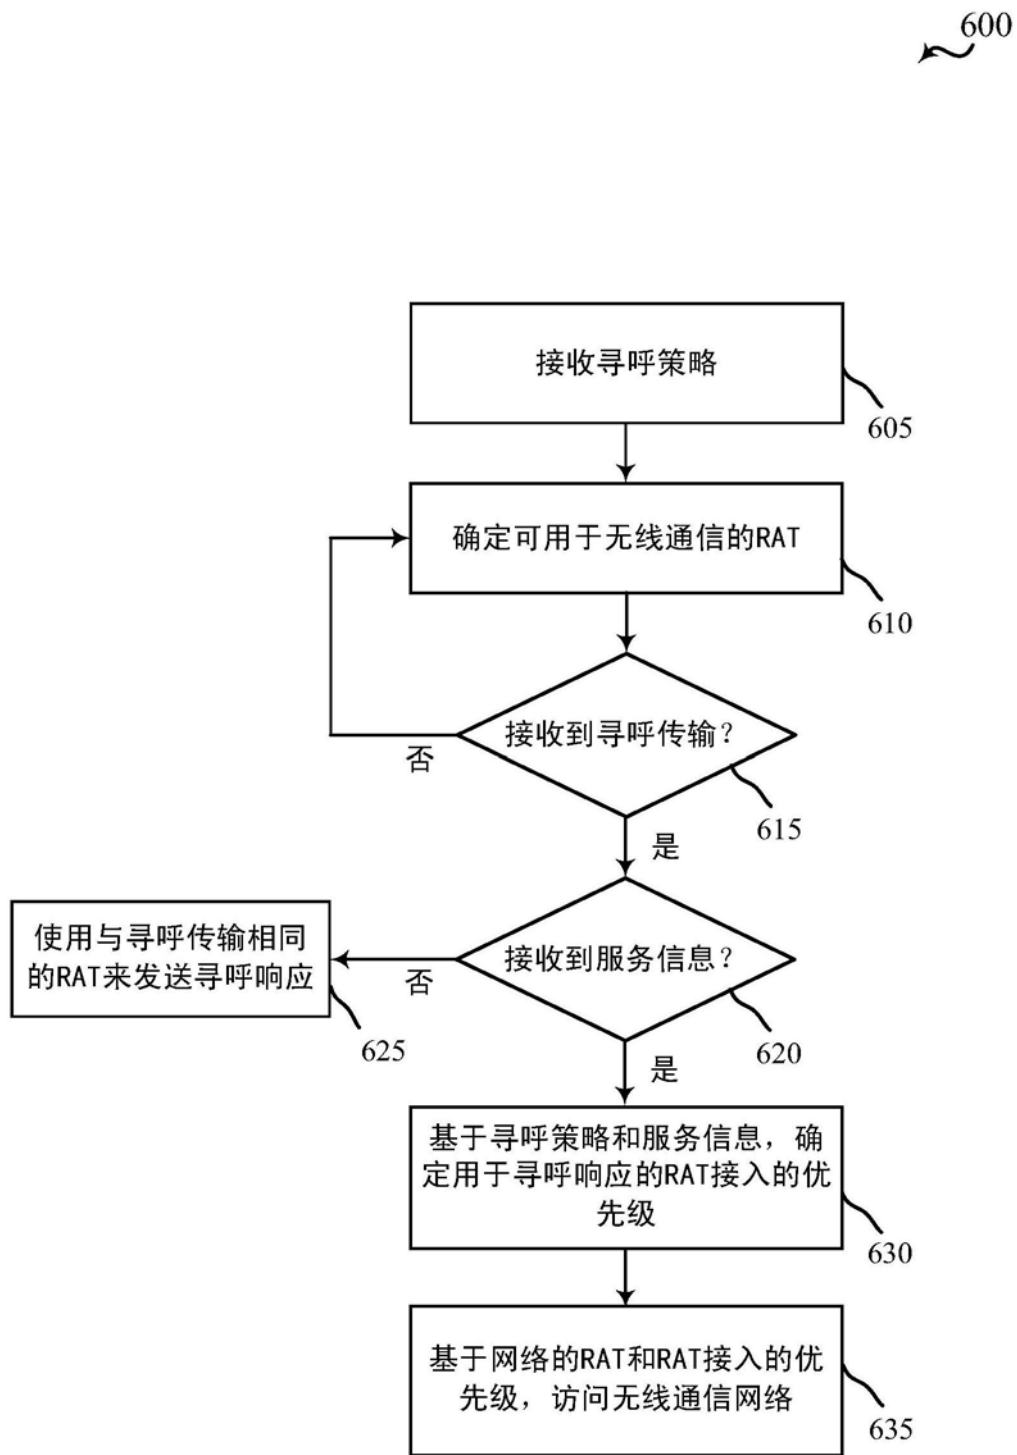 600
接收寻呼策略
605
确定可用于无线通信的RAT
610
接收到寻呼传输?
否
615
是
使用与寻呼传输相同
的RAT来发送寻呼响应
625
接收到服务信息?
否
620
是
基于寻呼策略和服务信息，确
定用于寻呼响应的RAT接入的优
先级
630
基于网络的RAT和RAT接入的优
先级，访问无线通信网络
635